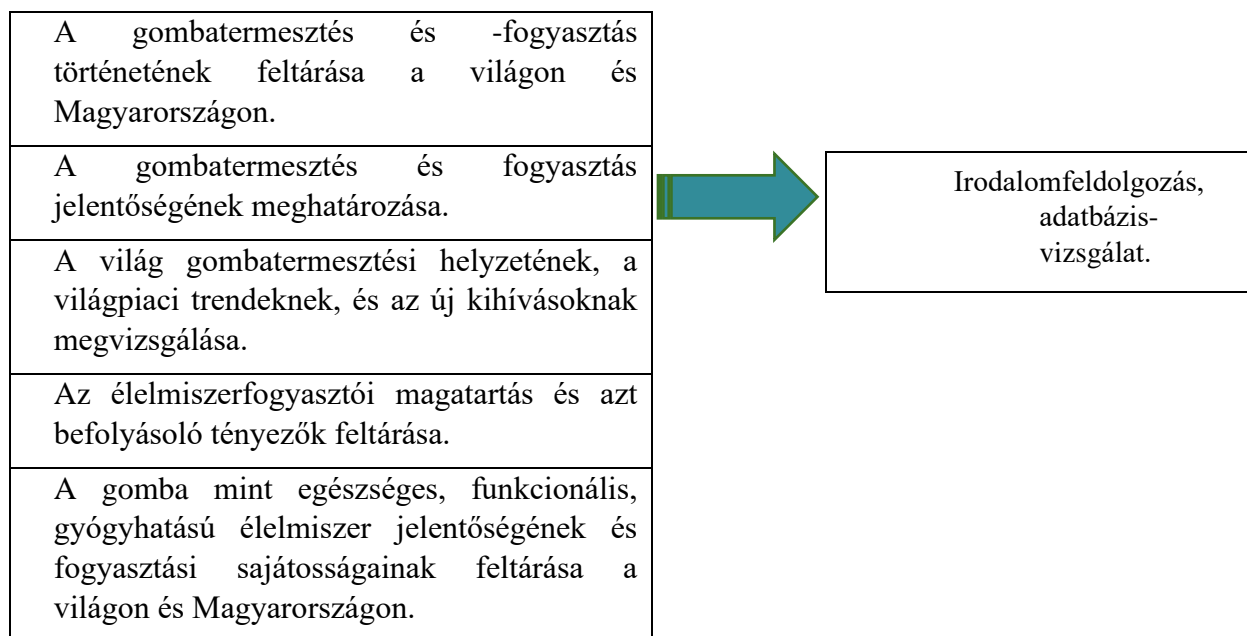 A gombatermesztés és -fogyasztás
történetének feltárása a világon és
Magyarországon.
A gombatermesztés és fogyasztás
jelentőségének meghatározása.
A világ gombatermesztési helyzetének, a
világpiaci trendeknek, és az új kihívásoknak
megvizsgálása.
Az élelmiszerfogyasztói magatartás és azt
befolyásoló tényezők feltárása.
A gomba mint egészséges, funkcionális,
gyógyhatású élelmiszer jelentőségének és
fogyasztási sajátosságainak feltárása a
világon és Magyarországon.
Irodalomfeldolgozás,
adatbázis-
vizsgálat.